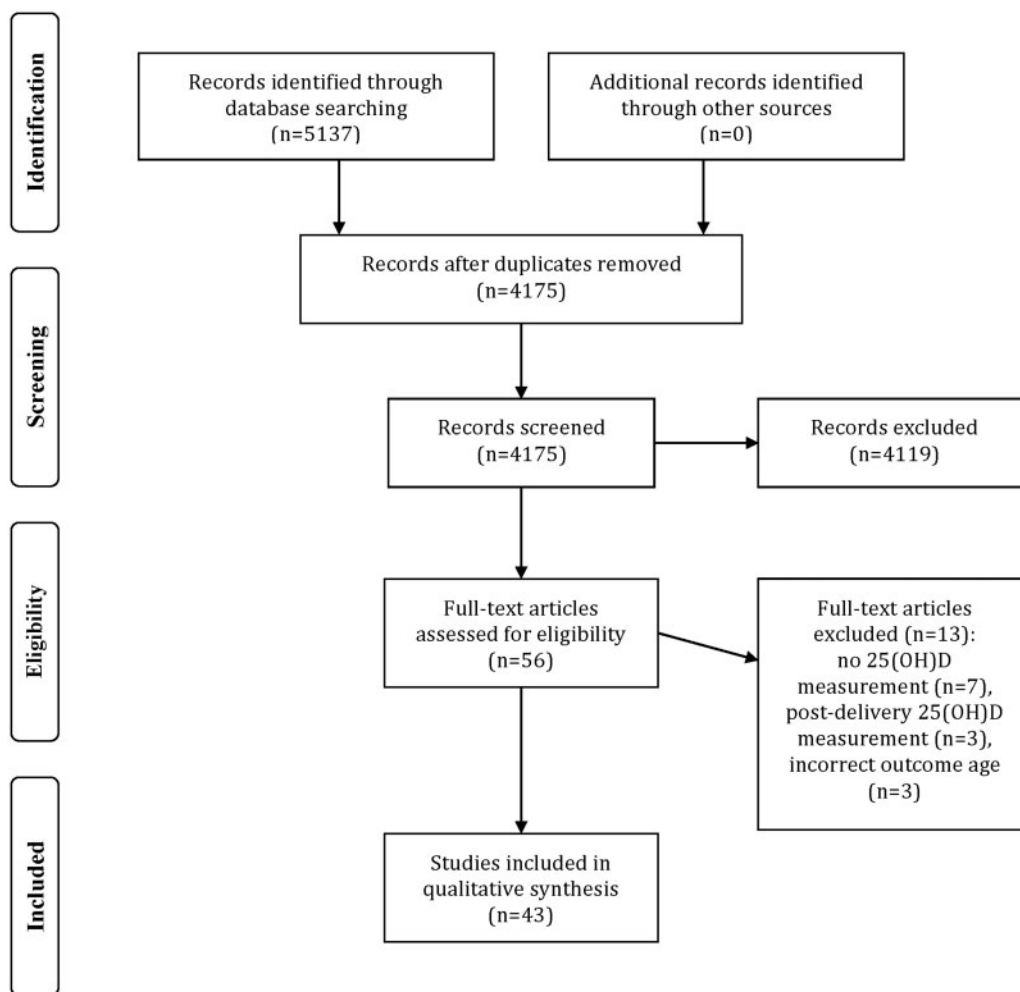 Identification
Records identified through
database searching
(n=5137)
Additional records identified
through other sources
(n=0)
Records after duplicates removed
(n=4175)
Screening
Records screened
(n=4175)
Records excluded
(n=4119)
Eligibility
Full-text articles
assessed for eligibility
(n=56)
Full-text articles
excluded (n=13):
no 25(OH)D
measurement (n=7),
post-delivery 25(OH)D
measurement (n=3),
incorrect outcome age
(n=3)
Included
Studies included in
qualitative synthesis
(n=43)